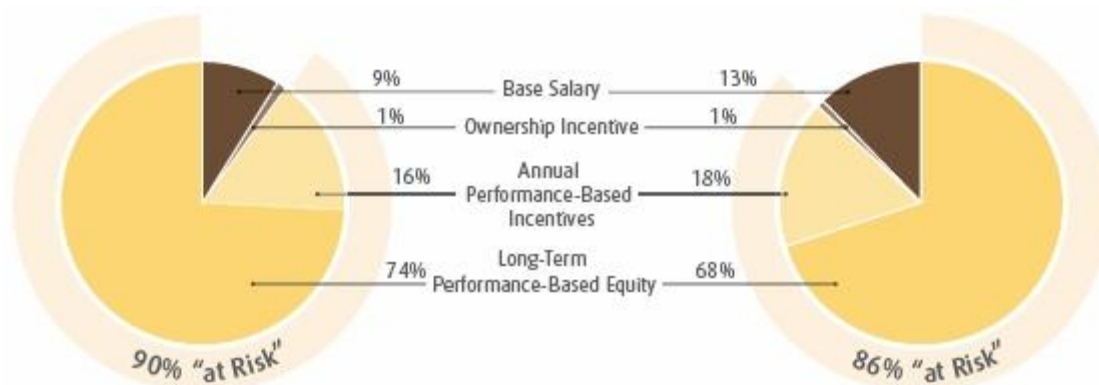 9% Base Salary 13%
1% Ownership Incentive 1%
Annual
16% Performance-Based 18%
Incentives
Long-Term
74% Performance-Based Equity 68%
90% “at Risk”
86% “at Risk”